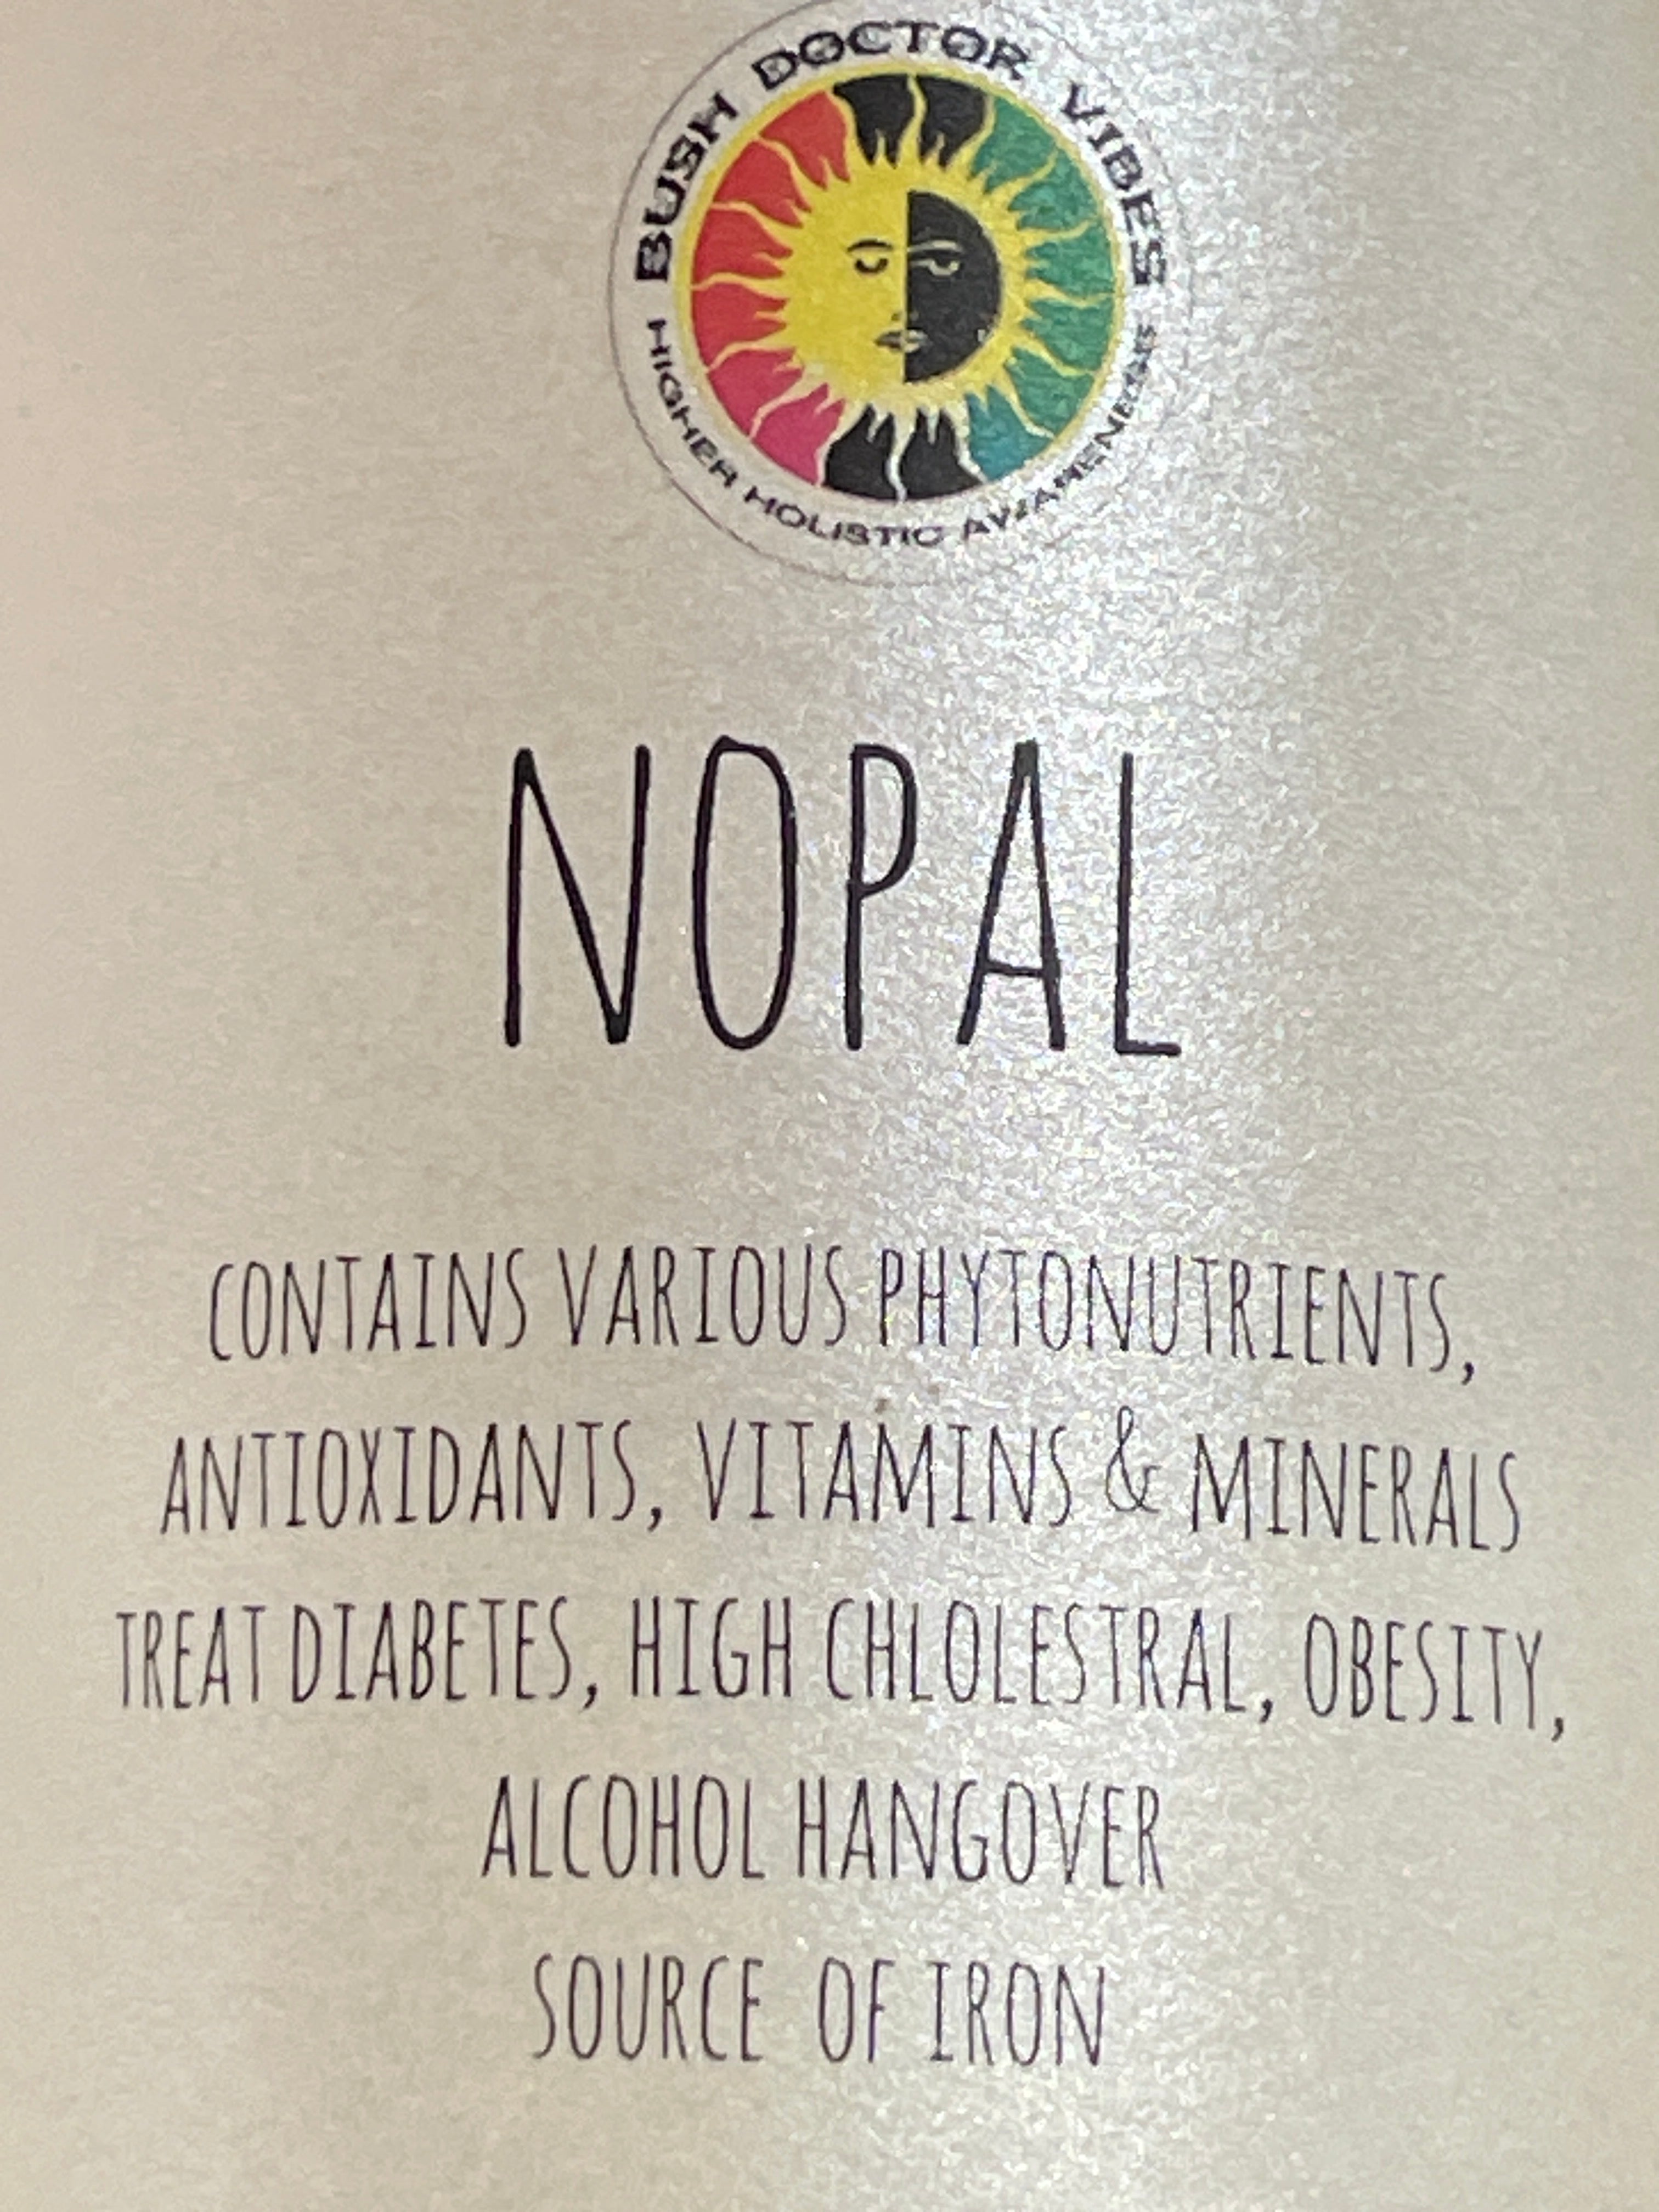 BUSH DOCTOR VIBES
HIGHER HOLISTIC AWARENESS
NOPAL
CONTAINS VARIOUS PHYTONUTRIENTS,
ANTIOXIDANTS, VITAMINS & MINERALS
TREAT DIABETES, HIGH CHLOLESTRAL, OBESITY,
ALCOHOL HANGOVER
SOURCE OF IRON